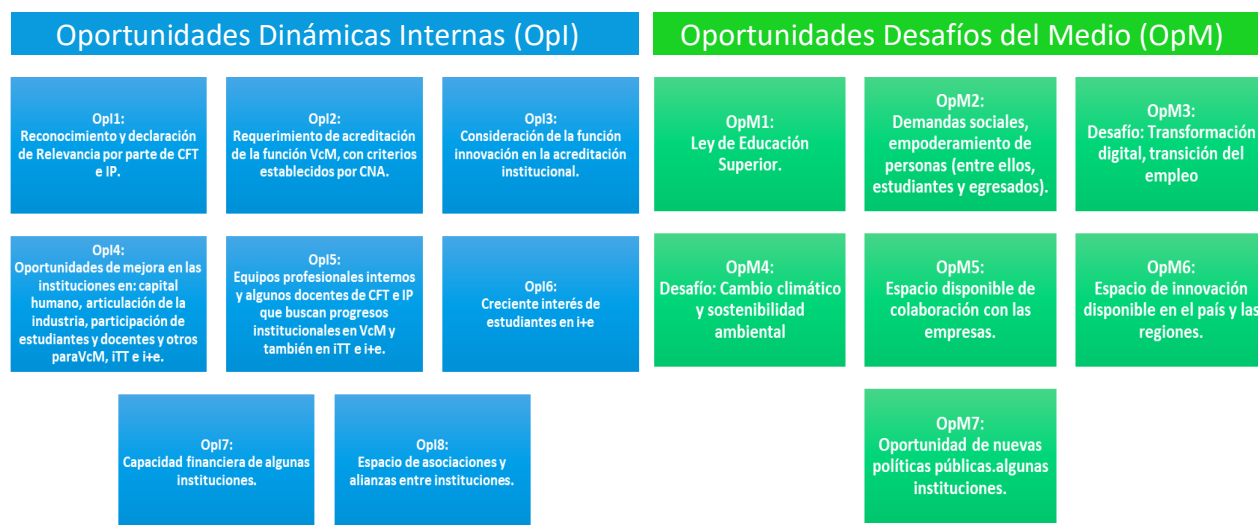 Oportunidades Dinámicas Internas (OpI)
OpI1:
Reconocimiento y declaración
de Relevancia por parte de CFT
e IP.
OpI2:
Requerimiento de acreditación
de la función VcM, con criterios
establecidos por CNA.
OpI3:
Consideración de la función
innovación en la acreditación
institucional.
OpI4:
Oportunidades de mejora en las
instituciones en: capital
humano, articulación de la
industria, participación de
estudiantes y docentes y otros
paraVcM, iTT e i+e.
OpI5:
Equipos profesionales internos
y algunos docentes de CFT e IP
que buscan progresos
institucionales en VcM y
también en iTT e i+e.
OpI6:
Creciente interés de
estudiantes en i+e
OpI7:
Capacidad financiera de algunas
instituciones.
OpI8:
Espacio de asociaciones y
alianzas entre instituciones.
Oportunidades Desafíos del Medio (OpM)
OpM1:
Ley de Educación
Superior.
OpM2:
Demandas sociales,
empoderamiento de
personas (entre ellos,
estudiantes y egresados).
OpM3:
Desafío: Transformación
digital, transición del
empleo
OpM4:
Desafío: Cambio climático
y sostenibilidad
ambiental
OpM5:
Espacio disponible de
colaboración con las
empresas.
OpM6:
Espacio de innovación
disponible en el país y las
regiones.
OpM7:
Oportunidad de nuevas
políticas públicas.algunas
instituciones.